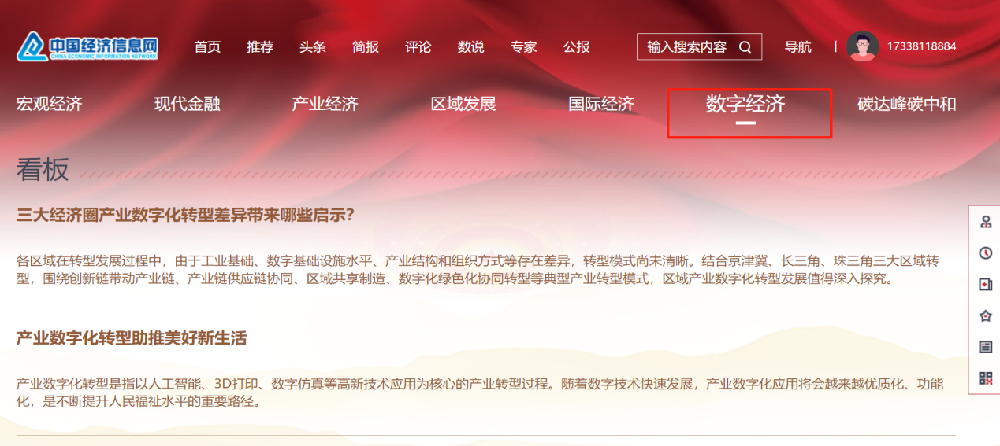 中国经济信息网
CHINA ECONOMIC INFORMATION NETWORK
首页 推荐 头条 简报 评论 数说 专家 公报 输入搜索内容 导航 | 17338118884
宏观经济 现代金融 产业经济 区域发展 国际经济 数字经济 碳达峰碳中和
看板
三大经济圈产业数字化转型差异带来哪些启示?
各区域在转型发展过程中，由于工业基础、数字基础设施水平、产业结构和组织方式等存在差异，转型模式尚未清晰。结合京津冀、长三角、珠三角三大区域转
型，围绕创新链带动产业链、产业链供应链协同、区域共享制造、数字化绿色化协同转型等典型产业转型模式，区域产业数字化转型发展值得深入探究。
产业数字化转型助推美好新生活
产业数字化转型是指以人工智能、3D打印、数字仿真等高新技术应用为核心的产业转型过程。随着数字技术快速发展，产业数字化应用将会越来越优质化、功能
化，是不断提升人民福祉水平的重要路径。